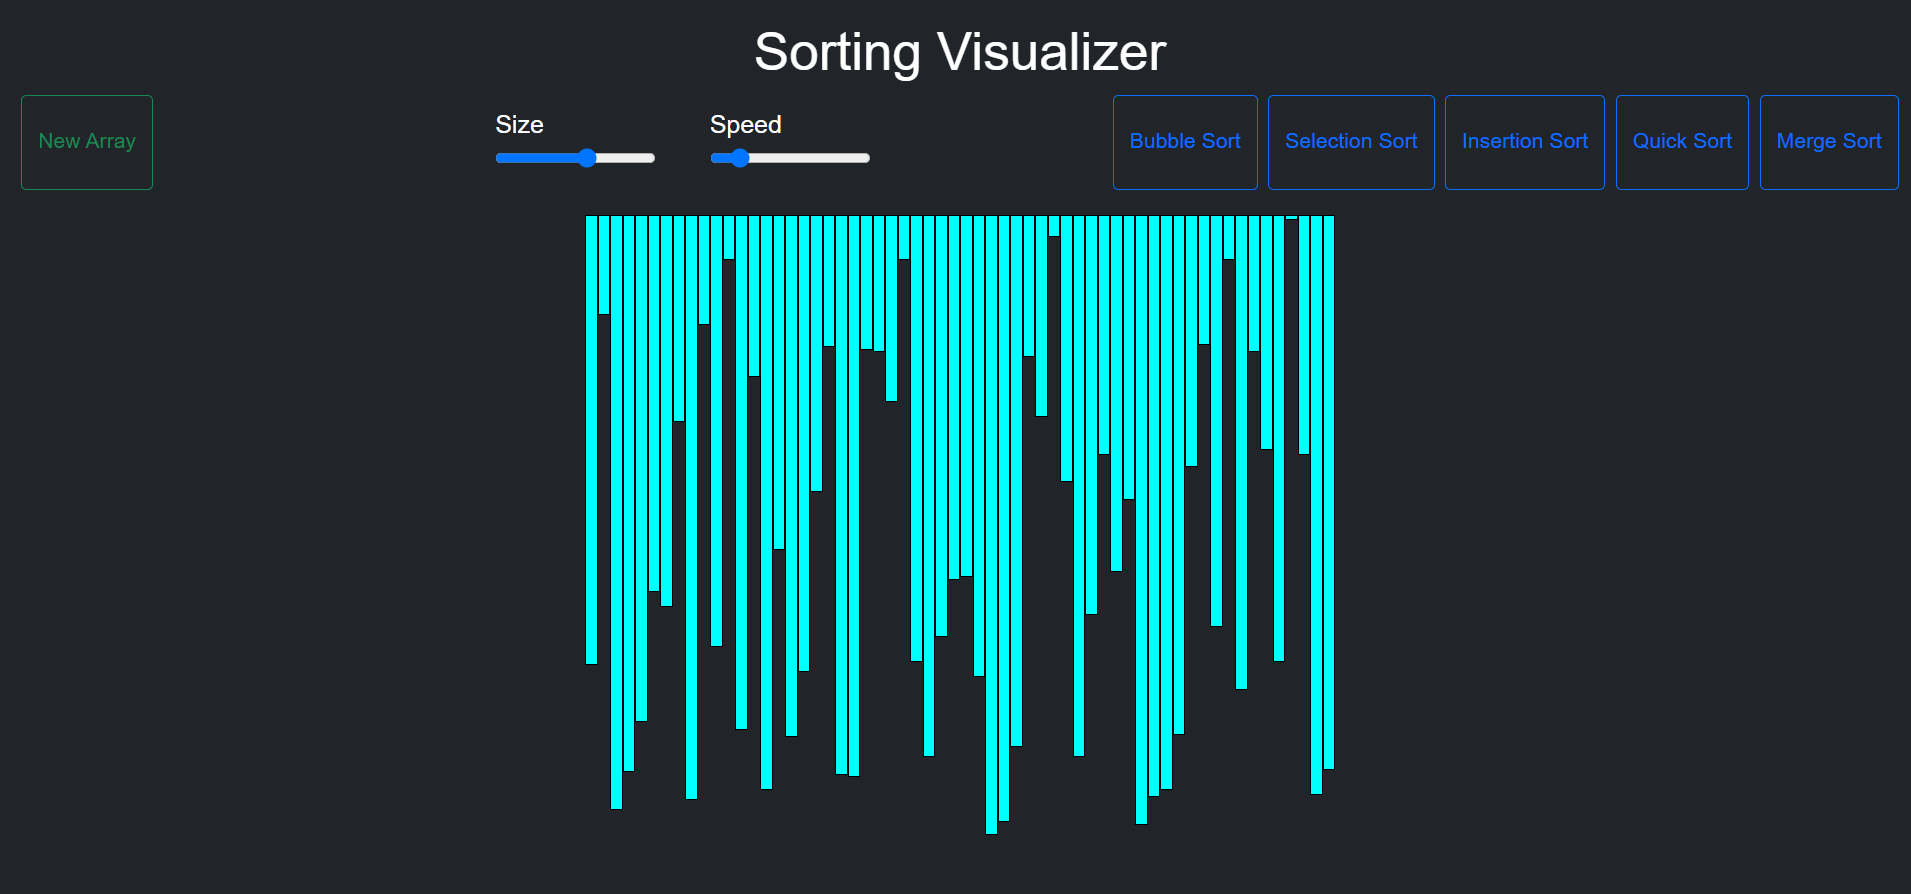 Sorting Visualizer
New Array
Size
Speed
Bubble Sort
Selection Sort
Insertion Sort
Quick Sort
Merge Sort